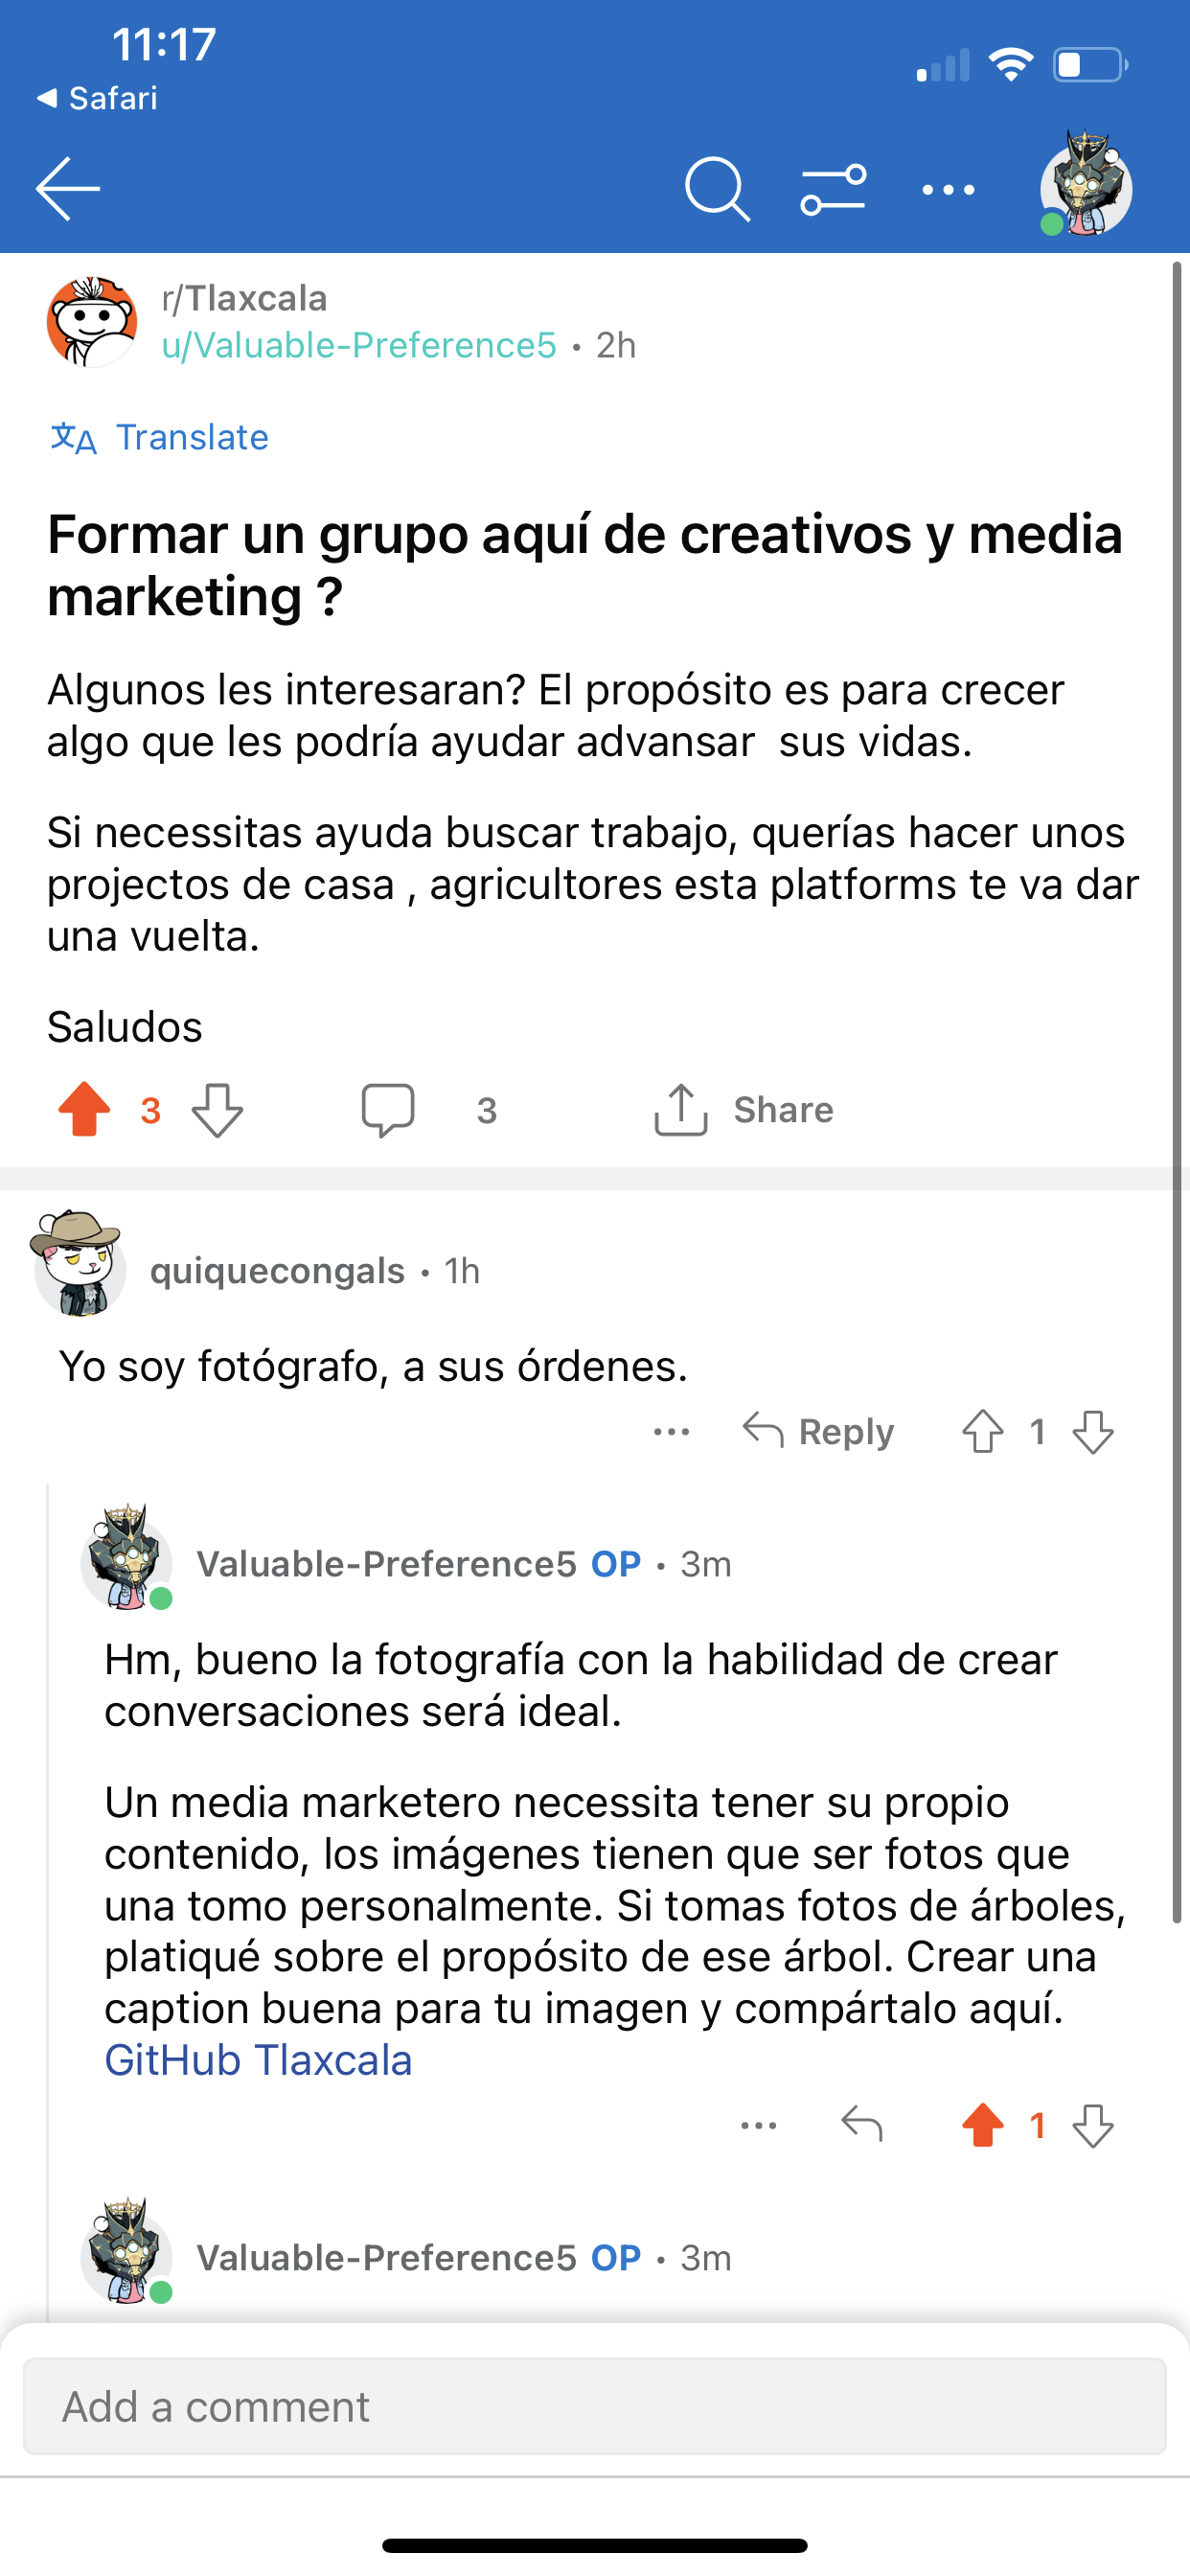 11:17
Safari
r/Tlaxcala
u/Valuable-Preference5 • 2h
Translate
Formar un grupo aquí de creativos y media
marketing ?
Algunos les interesaran? El propósito es para crecer
algo que les podría ayudar advansar  sus vidas.
Si necessitas ayuda buscar trabajo, querías hacer unos
projectos de casa , agricultores esta platforms te va dar
una vuelta.
Saludos
3 3 Share
quiquecongals • 1h
Yo soy fotógrafo, a sus órdenes.
Reply 1
Valuable-Preference5 OP • 3m
Hm, bueno la fotografía con la habilidad de crear
conversaciones será ideal.
Un media marketero necessita tener su propio
contenido, los imágenes tienen que ser fotos que
una tomo personalmente. Si tomas fotos de árboles,
platiqué sobre el propósito de ese árbol. Crear una
caption buena para tu imagen y compártalo aquí.
GitHub Tlaxcala
1
Valuable-Preference5 OP • 3m
Add a comment